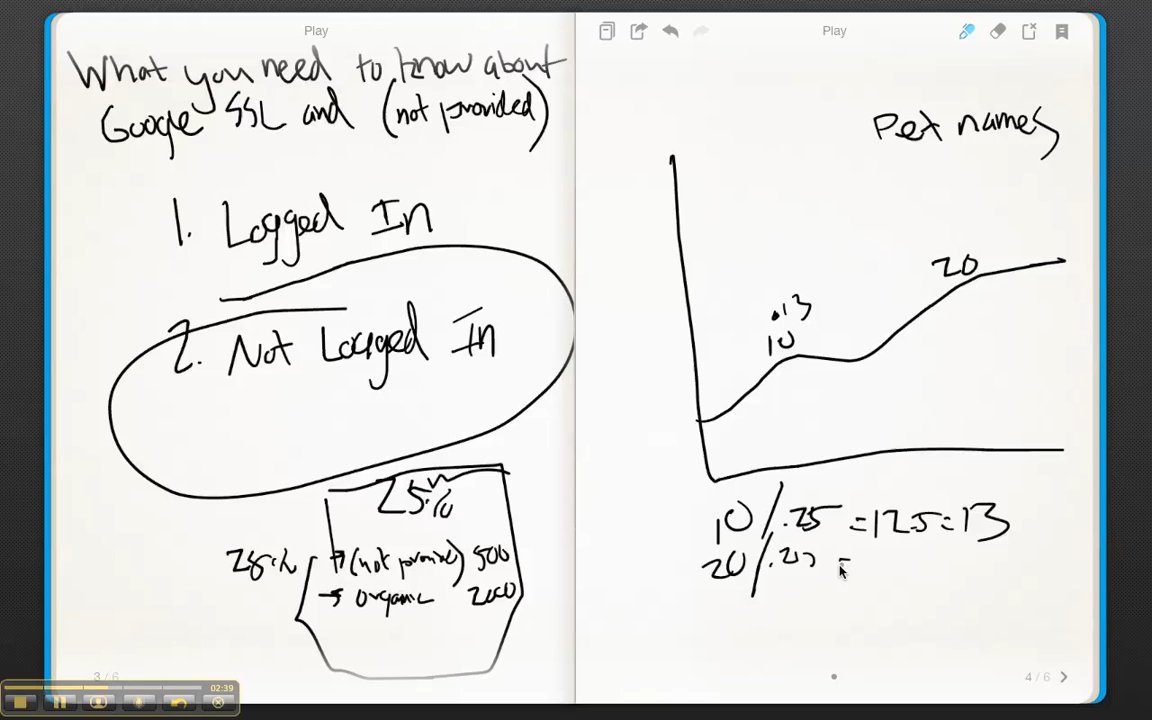 Play
What you need to know about
Google SSL and (not provided)
1. Logged In
2. Not Logged In
25%
25%
(not provided) 500
→ organic 2000
3/6
02:39
Play
Pet names
20
.13
10
10/.25=12.5=13
20/.25 =
4/6